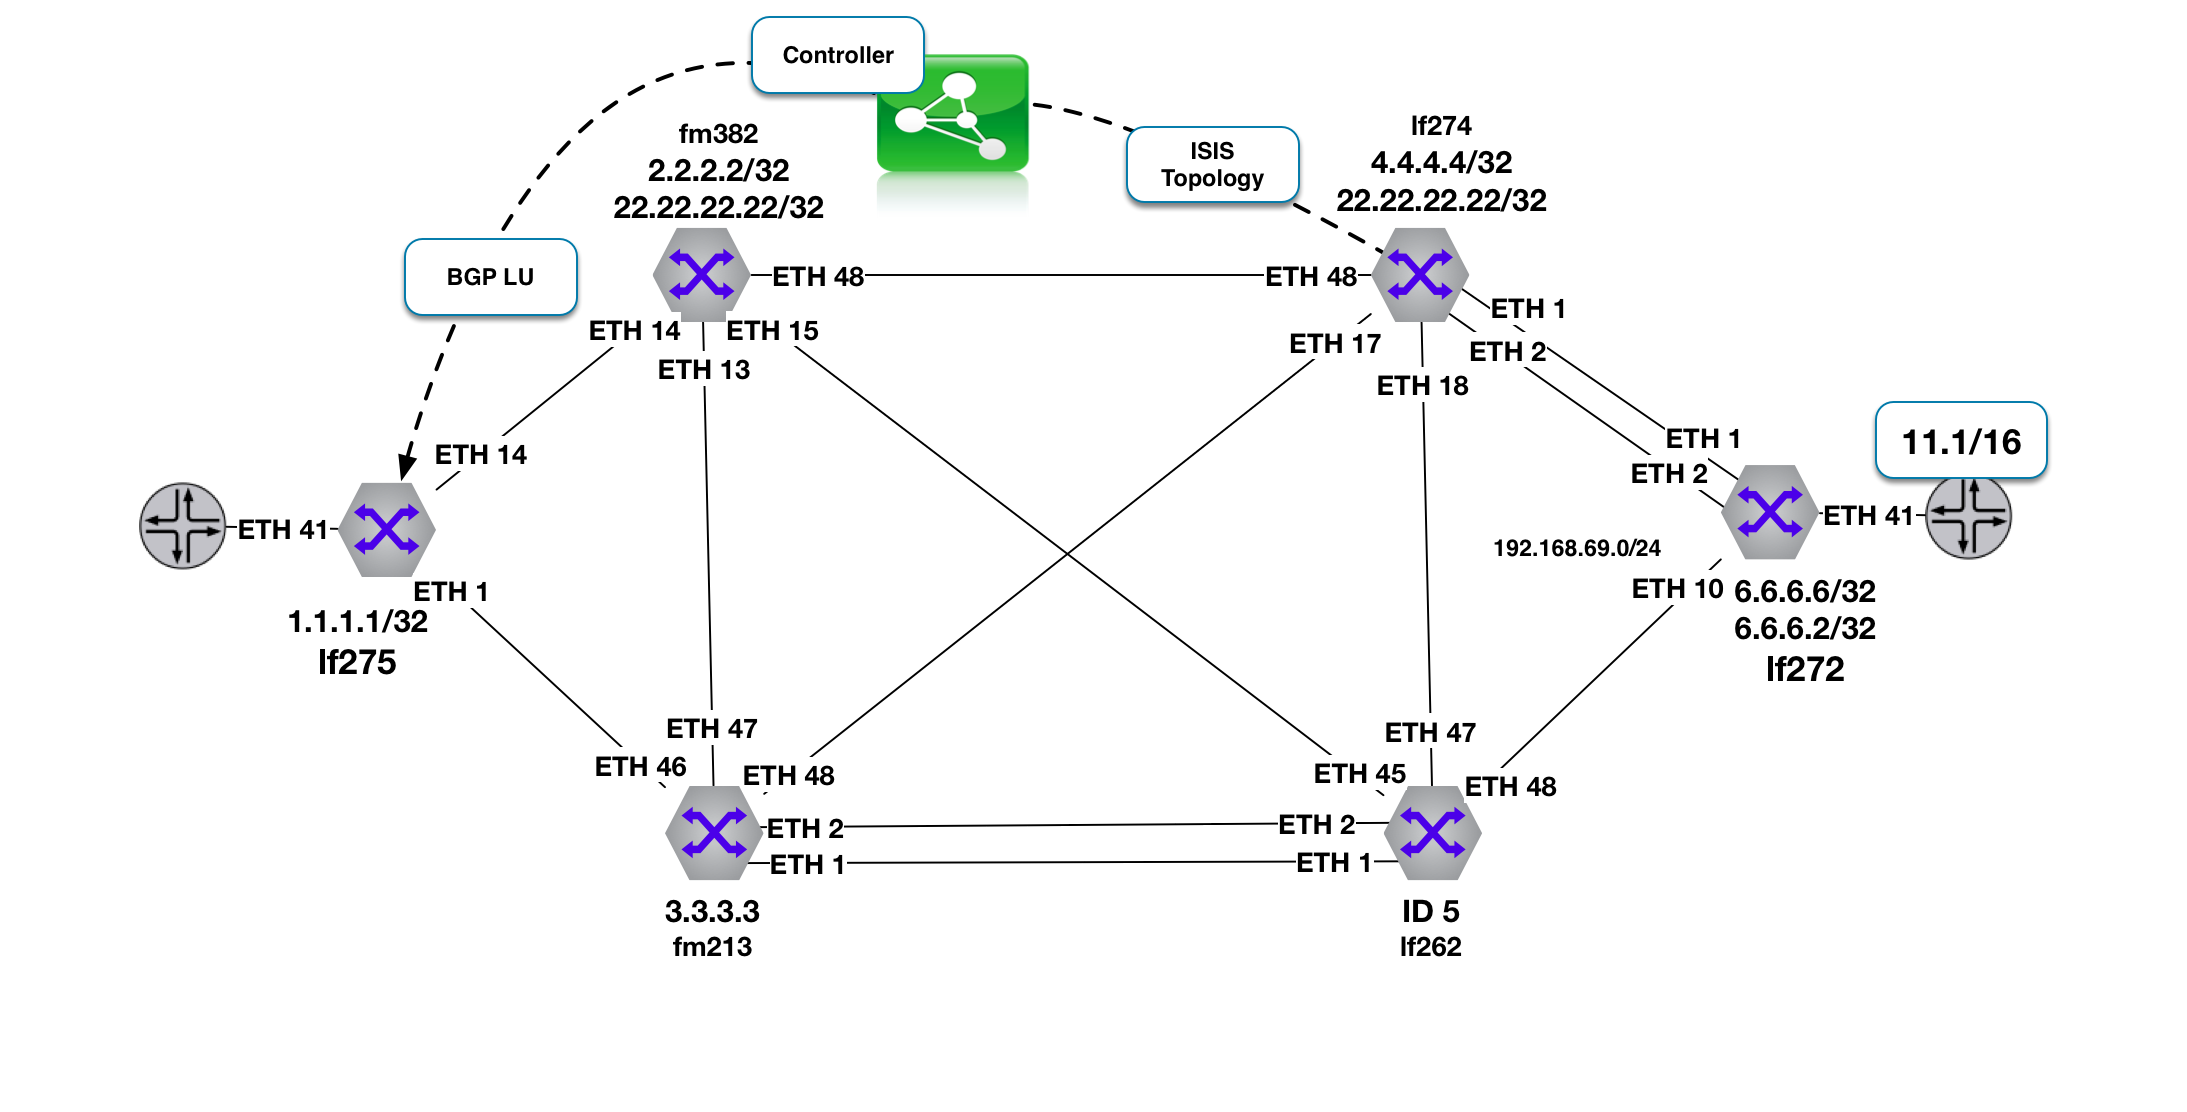 Controller
fm382
2.2.2.2/32
22.22.22.22/32
ISIS
Topology
lf274
4.4.4.4/32
22.22.22.22/32
BGP LU
ETH 48
ETH 48
ETH 14
ETH 15
ETH 13
ETH 1
ETH 17
ETH 2
ETH 18
ETH 14
ETH 1
ETH 2
11.1/16
ETH 41
ETH 41
192.168.69.0/24
ETH 1
ETH 10
1.1.1.1/32
lf275
6.6.6.6/32
6.6.6.2/32
lf272
ETH 47
ETH 47
ETH 46
ETH 48
ETH 45
ETH 48
ETH 2
ETH 2
ETH 1
ETH 1
3.3.3.3
fm213
ID 5
lf262